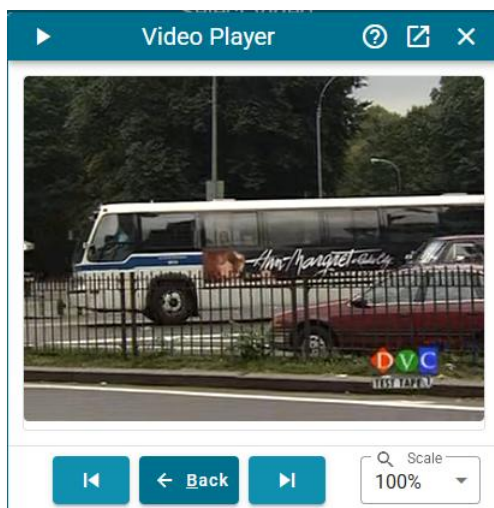 Video Player
Ann-Margret
DVC
TEST TAPE
Back
Scale
100%